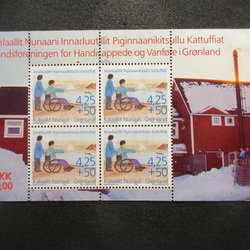 alaallit Nunaani Innarluutillit Piginnaanikitsullu Kattuffiat
andsforeningen for Handicappede og Vanføre i Grønland
4,25
+50
Kalaallit Nunaat · Grønland
4,25
+50
Kalaallit Nunaat · Grønland
4,25
+50
Kalaallit Nunaat · Grønland
4,25
+50
Kalaallit Nunaat · Grønland
KK
,00